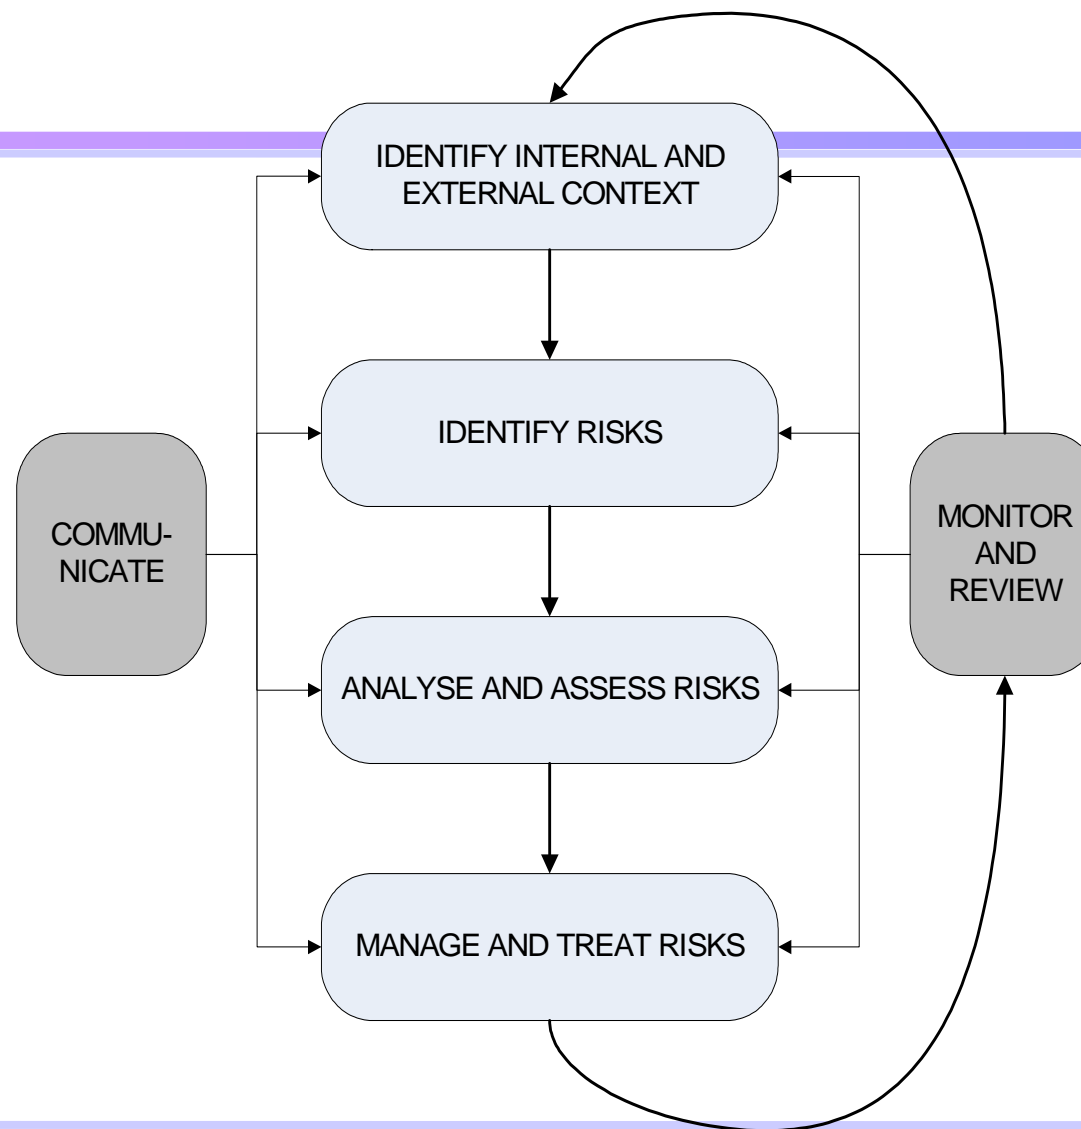 IDENTIFY INTERNAL AND
EXTERNAL CONTEXT
IDENTIFY RISKS
COMMU-
NICATE
MONITOR
AND
REVIEW
ANALYSE AND ASSESS RISKS
MANAGE AND TREAT RISKS